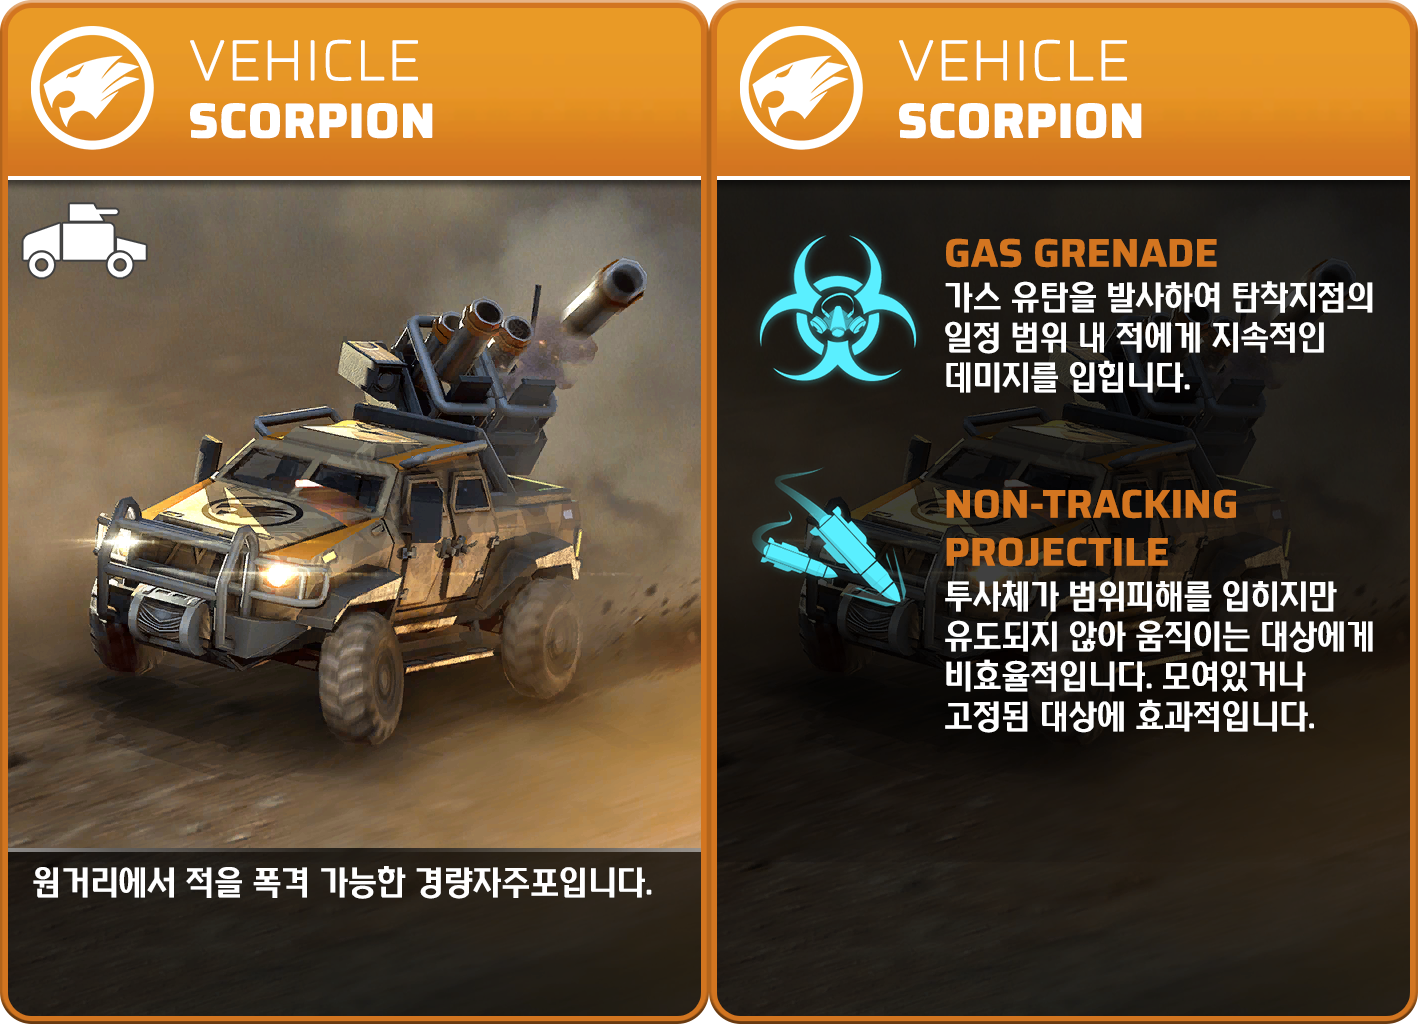 VEHICLE
SCORPION
원거리에서 적을 폭격 가능한 경량자주포입니다.
VEHICLE
SCORPION
GAS GRENADE
가스 유탄을 발사하여 탄착지점의
일정 범위 내 적에게 지속적인
데미지를 입힙니다.
NON-TRACKING
PROJECTILE
투사체가 범위피해를 입히지만
유도되지 않아 움직이는 대상에게
비효율적입니다. 모여있거나
고정된 대상에 효과적입니다.